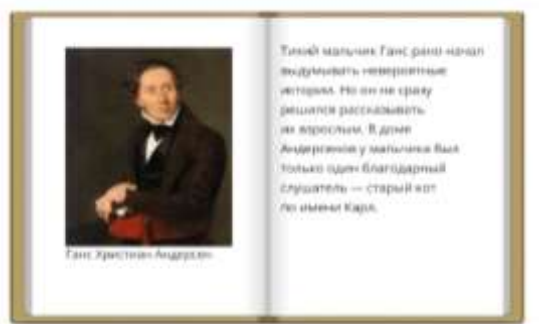 Ганс Христиан Андерсен
Тихий мальчик Ганс рано начал
выдумывать невероятные
истории. Но он не сразу
решился рассказывать
их взрослым. В доме
Андерсенов у мальчика был
только один благодарный
слушатель — старый кот
по имени Карл.